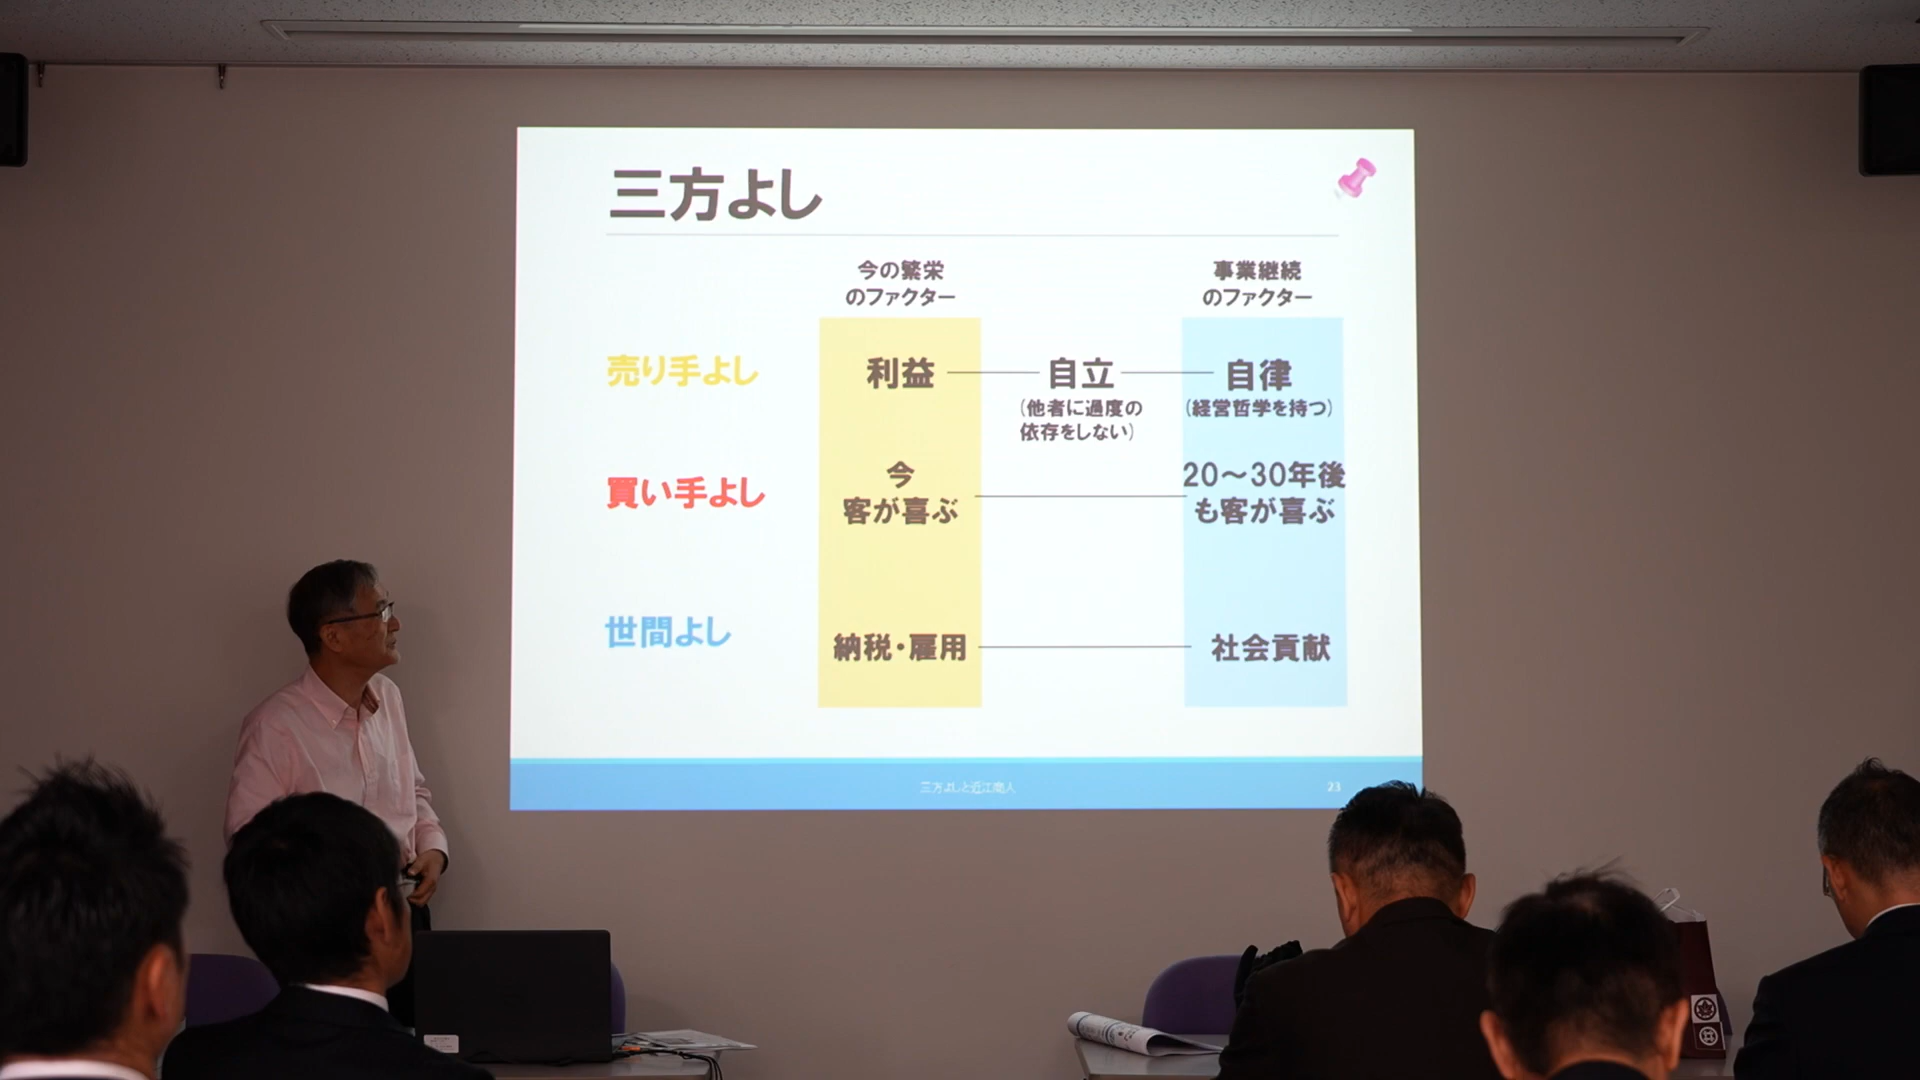 三方よし
今の繁栄
のファクター
事業継続
のファクター
売り手よし
利益
自立
自律
(他者に過度の
依存をしない)
(経営哲学を持つ)
買い手よし
今
客が喜ぶ
20～30年後
も客が喜ぶ
世間よし
納税・雇用
社会貢献
三方よしと近江商人
23